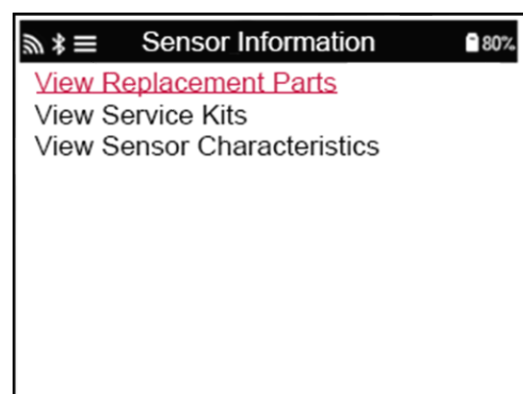 Sensor Information 80%
View Replacement Parts
View Service Kits
View Sensor Characteristics